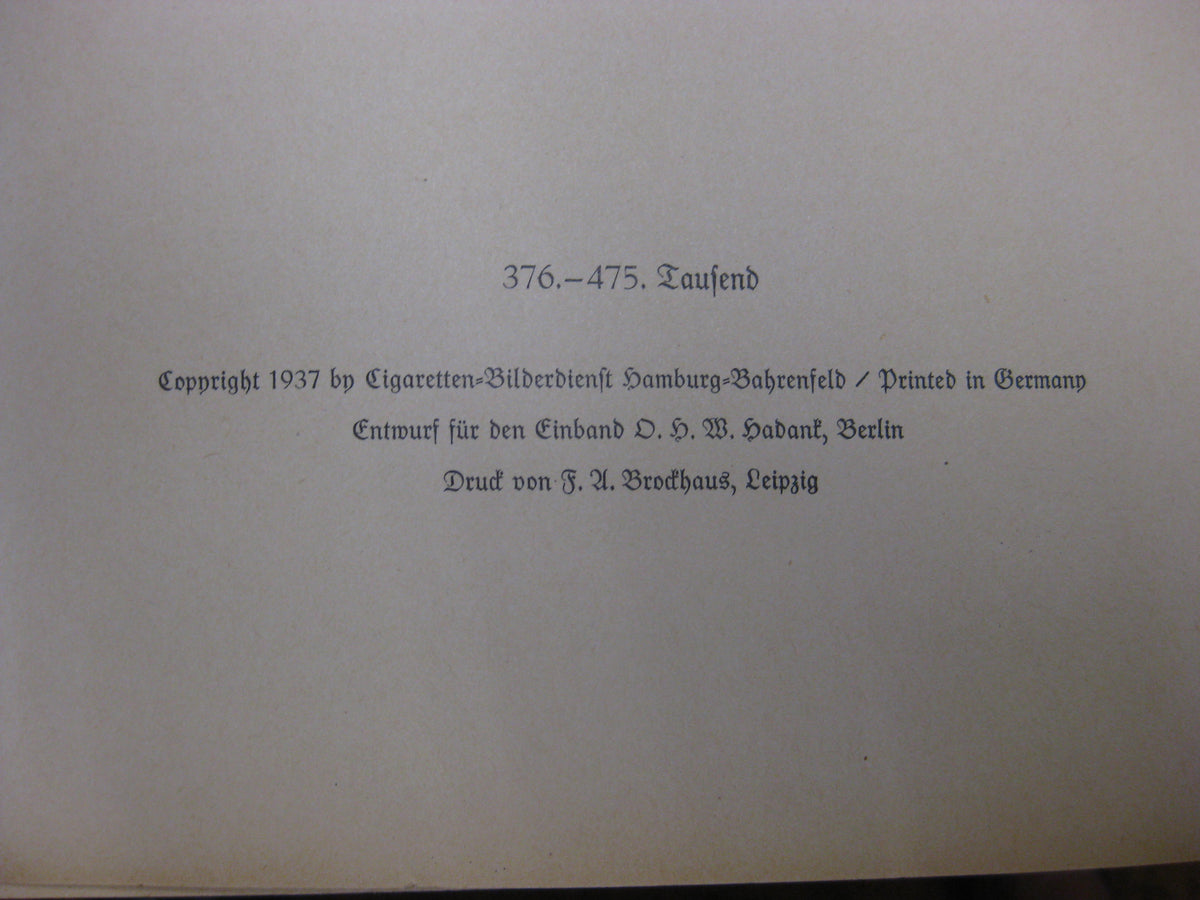 376.–475. Tausend
Copyright 1937 by Cigaretten-Bilderdienst Hamburg-Bahrenfeld / Printed in Germany
Entwurf für den Einband O. H. W. Hadank, Berlin
Druck von F. A. Brockhaus, Leipzig